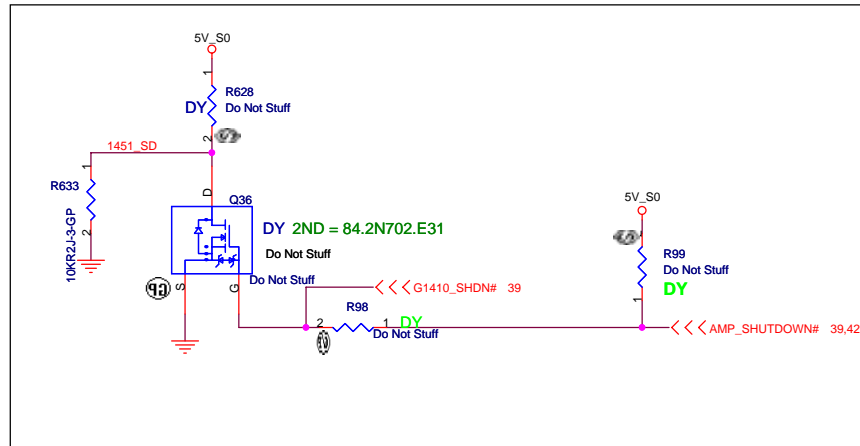 5V_S0
1
R628
DY
Do Not Stuff
2
1451_SD
1
R633
2
10KR2J-3-GP
D
Q36
DY 2ND = 84.2N702.E31
Do Not Stuff
Do Not Stuff
S
G
G1410_SHDN# 39
5V_S0
R99
Do Not Stuff
DY
1
R98
2
1
DY
Do Not Stuff
AMP_SHUTDOWN# 39,42